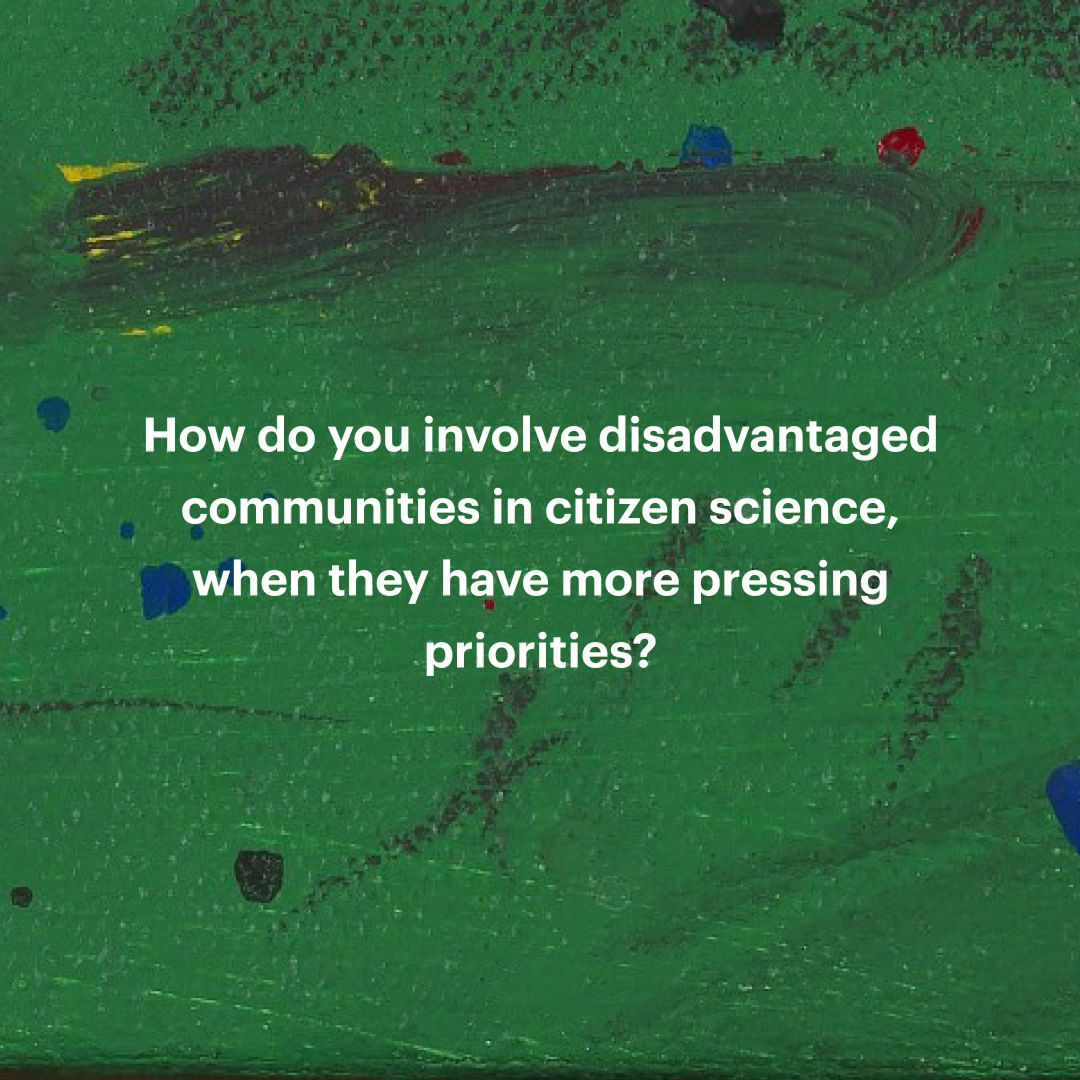 How do you involve disadvantaged
communities in citizen science,
when they have more pressing
priorities?